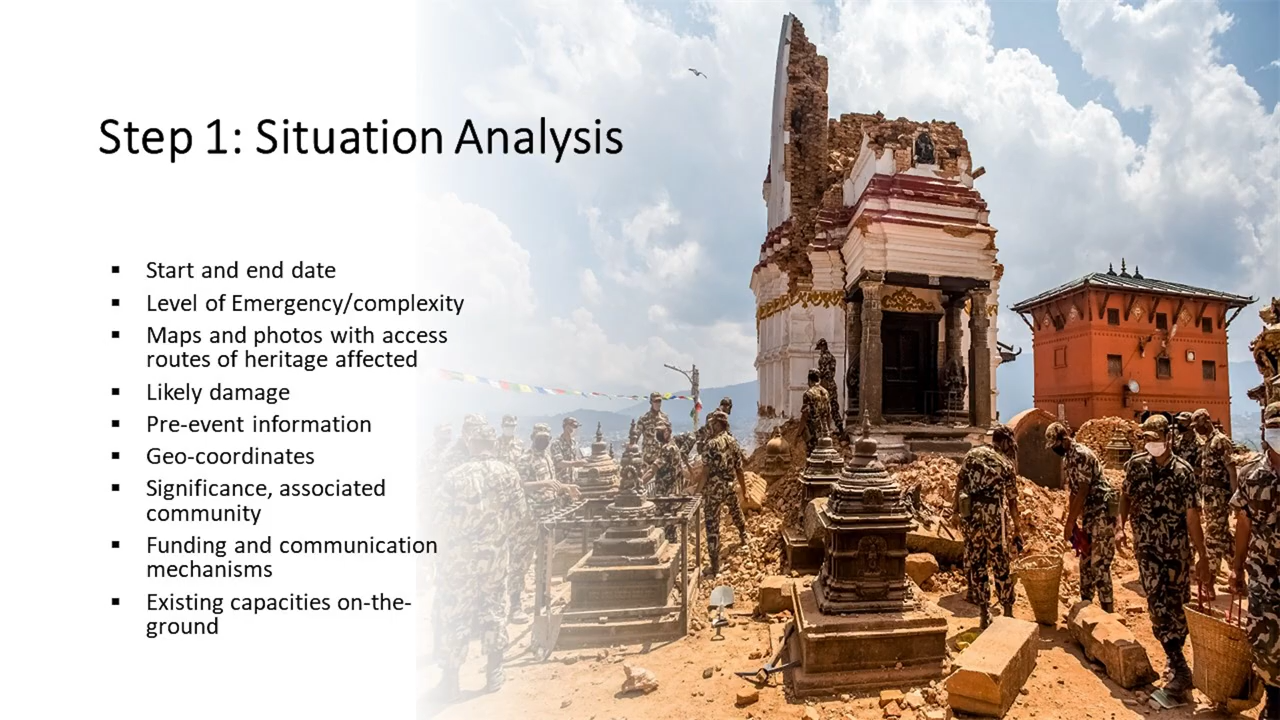 Step 1: Situation Analysis
▪ Start and end date
▪ Level of Emergency/complexity
▪ Maps and photos with access
routes of heritage affected
▪ Likely damage
▪ Pre-event information
▪ Geo-coordinates
▪ Significance, associated
community
▪ Funding and communication
mechanisms
▪ Existing capacities on-the-
ground